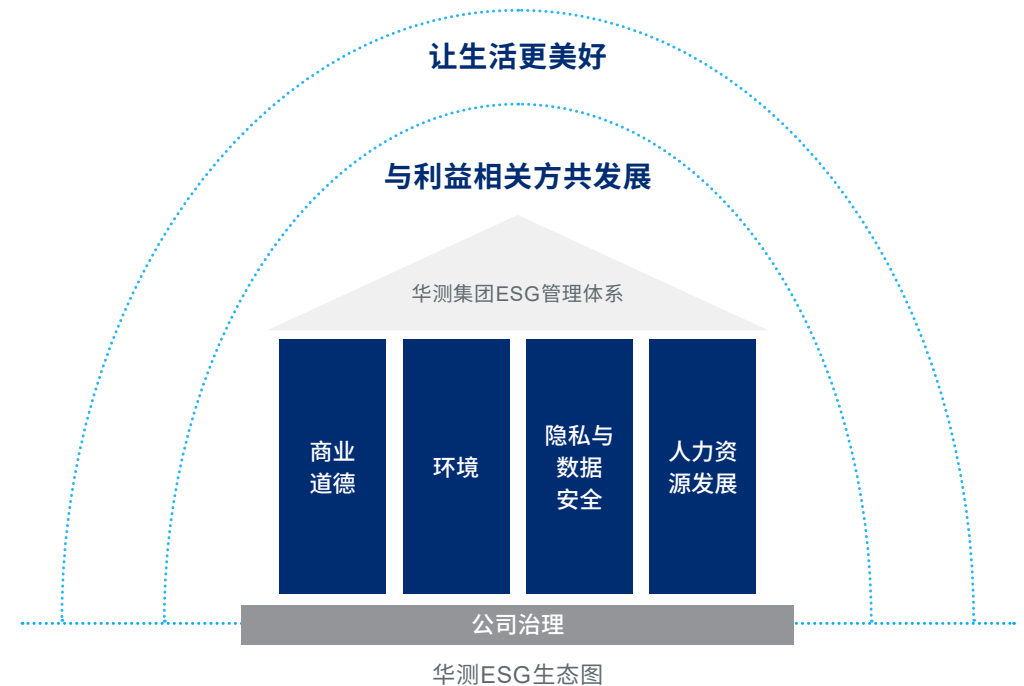 让生活更美好
与利益相关方共发展
华测集团ESG管理体系
商业
道德
环境
隐私与
数据
安全
人力资
源发展
公司治理
华测ESG生态图